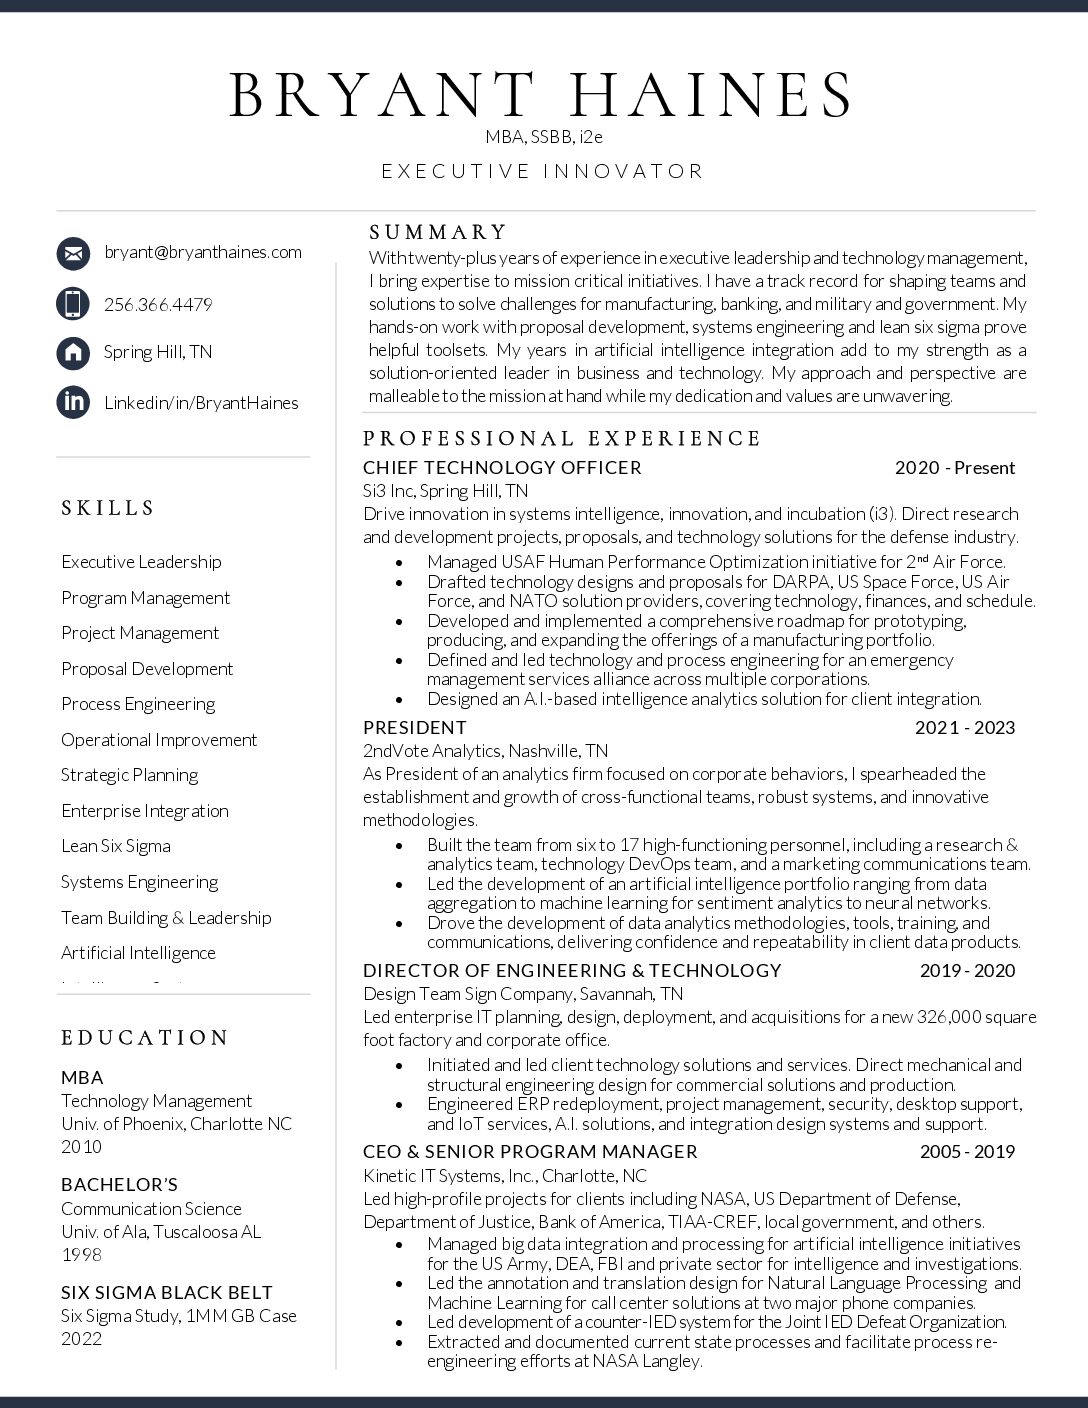 BRYANT HAINES
MBA, SSBB, i2e
EXECUTIVE INNOVATOR
bryant@bryanthaines.com
256.366.4479
Spring Hill, TN
in
Linkedin/in/BryantHaines
SKILLS
Executive Leadership
Program Management
Project Management
Proposal Development
Process Engineering
Operational Improvement
Strategic Planning
Enterprise Integration
Lean Six Sigma
Systems Engineering
Team Building & Leadership
Artificial Intelligence
EDUCATION
MBA
Technology Management
Univ. of Phoenix, Charlotte NC
2010
BACHELOR'S
Communication Science
Univ. of Ala, Tuscaloosa AL
1998
SIX SIGMA BLACK BELT
Six Sigma Study, 1MM GB Case
2022
SUMMARY
With twenty-plus years of experience in executive leadership and technology management,
I bring expertise to mission critical initiatives. I have a track record for shaping teams and
solutions to solve challenges for manufacturing, banking, and military and government. My
hands-on work with proposal development, systems engineering and lean six sigma prove
helpful toolsets. My years in artificial intelligence integration add to my strength as a
solution-oriented leader in business and technology. My approach and perspective are
malleable to the mission at hand while my dedication and values are unwavering.
PROFESSIONAL EXPERIENCE
CHIEF TECHNOLOGY OFFICER 2020 - Present
Si3 Inc, Spring Hill, TN
Drive innovation in systems intelligence, innovation, and incubation (i3). Direct research
and development projects, proposals, and technology solutions for the defense industry.
• Managed USAF Human Performance Optimization initiative for 2nd Air Force.
• Drafted technology designs and proposals for DARPA, US Space Force, US Air
Force, and NATO solution providers, covering technology, finances, and schedule.
• Developed and implemented a comprehensive roadmap for prototyping,
producing, and expanding the offerings of a manufacturing portfolio.
• Defined and led technology and process engineering for an emergency
management services alliance across multiple corporations.
• Designed an A.I.-based intelligence analytics solution for client integration.
PRESIDENT 2021 - 2023
2ndVote Analytics, Nashville, TN
As President of an analytics firm focused on corporate behaviors, I spearheaded the
establishment and growth of cross-functional teams, robust systems, and innovative
methodologies.
• Built the team from six to 17 high-functioning personnel, including a research &
analytics team, technology DevOps team, and a marketing communications team.
• Led the development of an artificial intelligence portfolio ranging from data
aggregation to machine learning for sentiment analytics to neural networks.
• Drove the development of data analytics methodologies, tools, training, and
communications, delivering confidence and repeatability in client data products.
DIRECTOR OF ENGINEERING & TECHNOLOGY 2019 - 2020
Design Team Sign Company, Savannah, TN
Led enterprise IT planning, design, deployment, and acquisitions for a new 326,000 square
foot factory and corporate office.
• Initiated and led client technology solutions and services. Direct mechanical and
structural engineering design for commercial solutions and production.
• Engineered ERP redeployment, project management, security, desktop support,
and IoT services, A.I. solutions, and integration design systems and support.
CEO & SENIOR PROGRAM MANAGER 2005 - 2019
Kinetic IT Systems, Inc., Charlotte, NC
Led high-profile projects for clients including NASA, US Department of Defense,
Department of Justice, Bank of America, TIAA-CREF, local government, and others.
• Managed big data integration and processing for artificial intelligence initiatives
for the US Army, DEA, FBI and private sector for intelligence and investigations.
• Led the annotation and translation design for Natural Language Processing and
Machine Learning for call center solutions at two major phone companies.
• Led development of a counter-IED system for the Joint IED Defeat Organization.
• Extracted and documented current state processes and facilitate process re-
engineering efforts at NASA Langley.